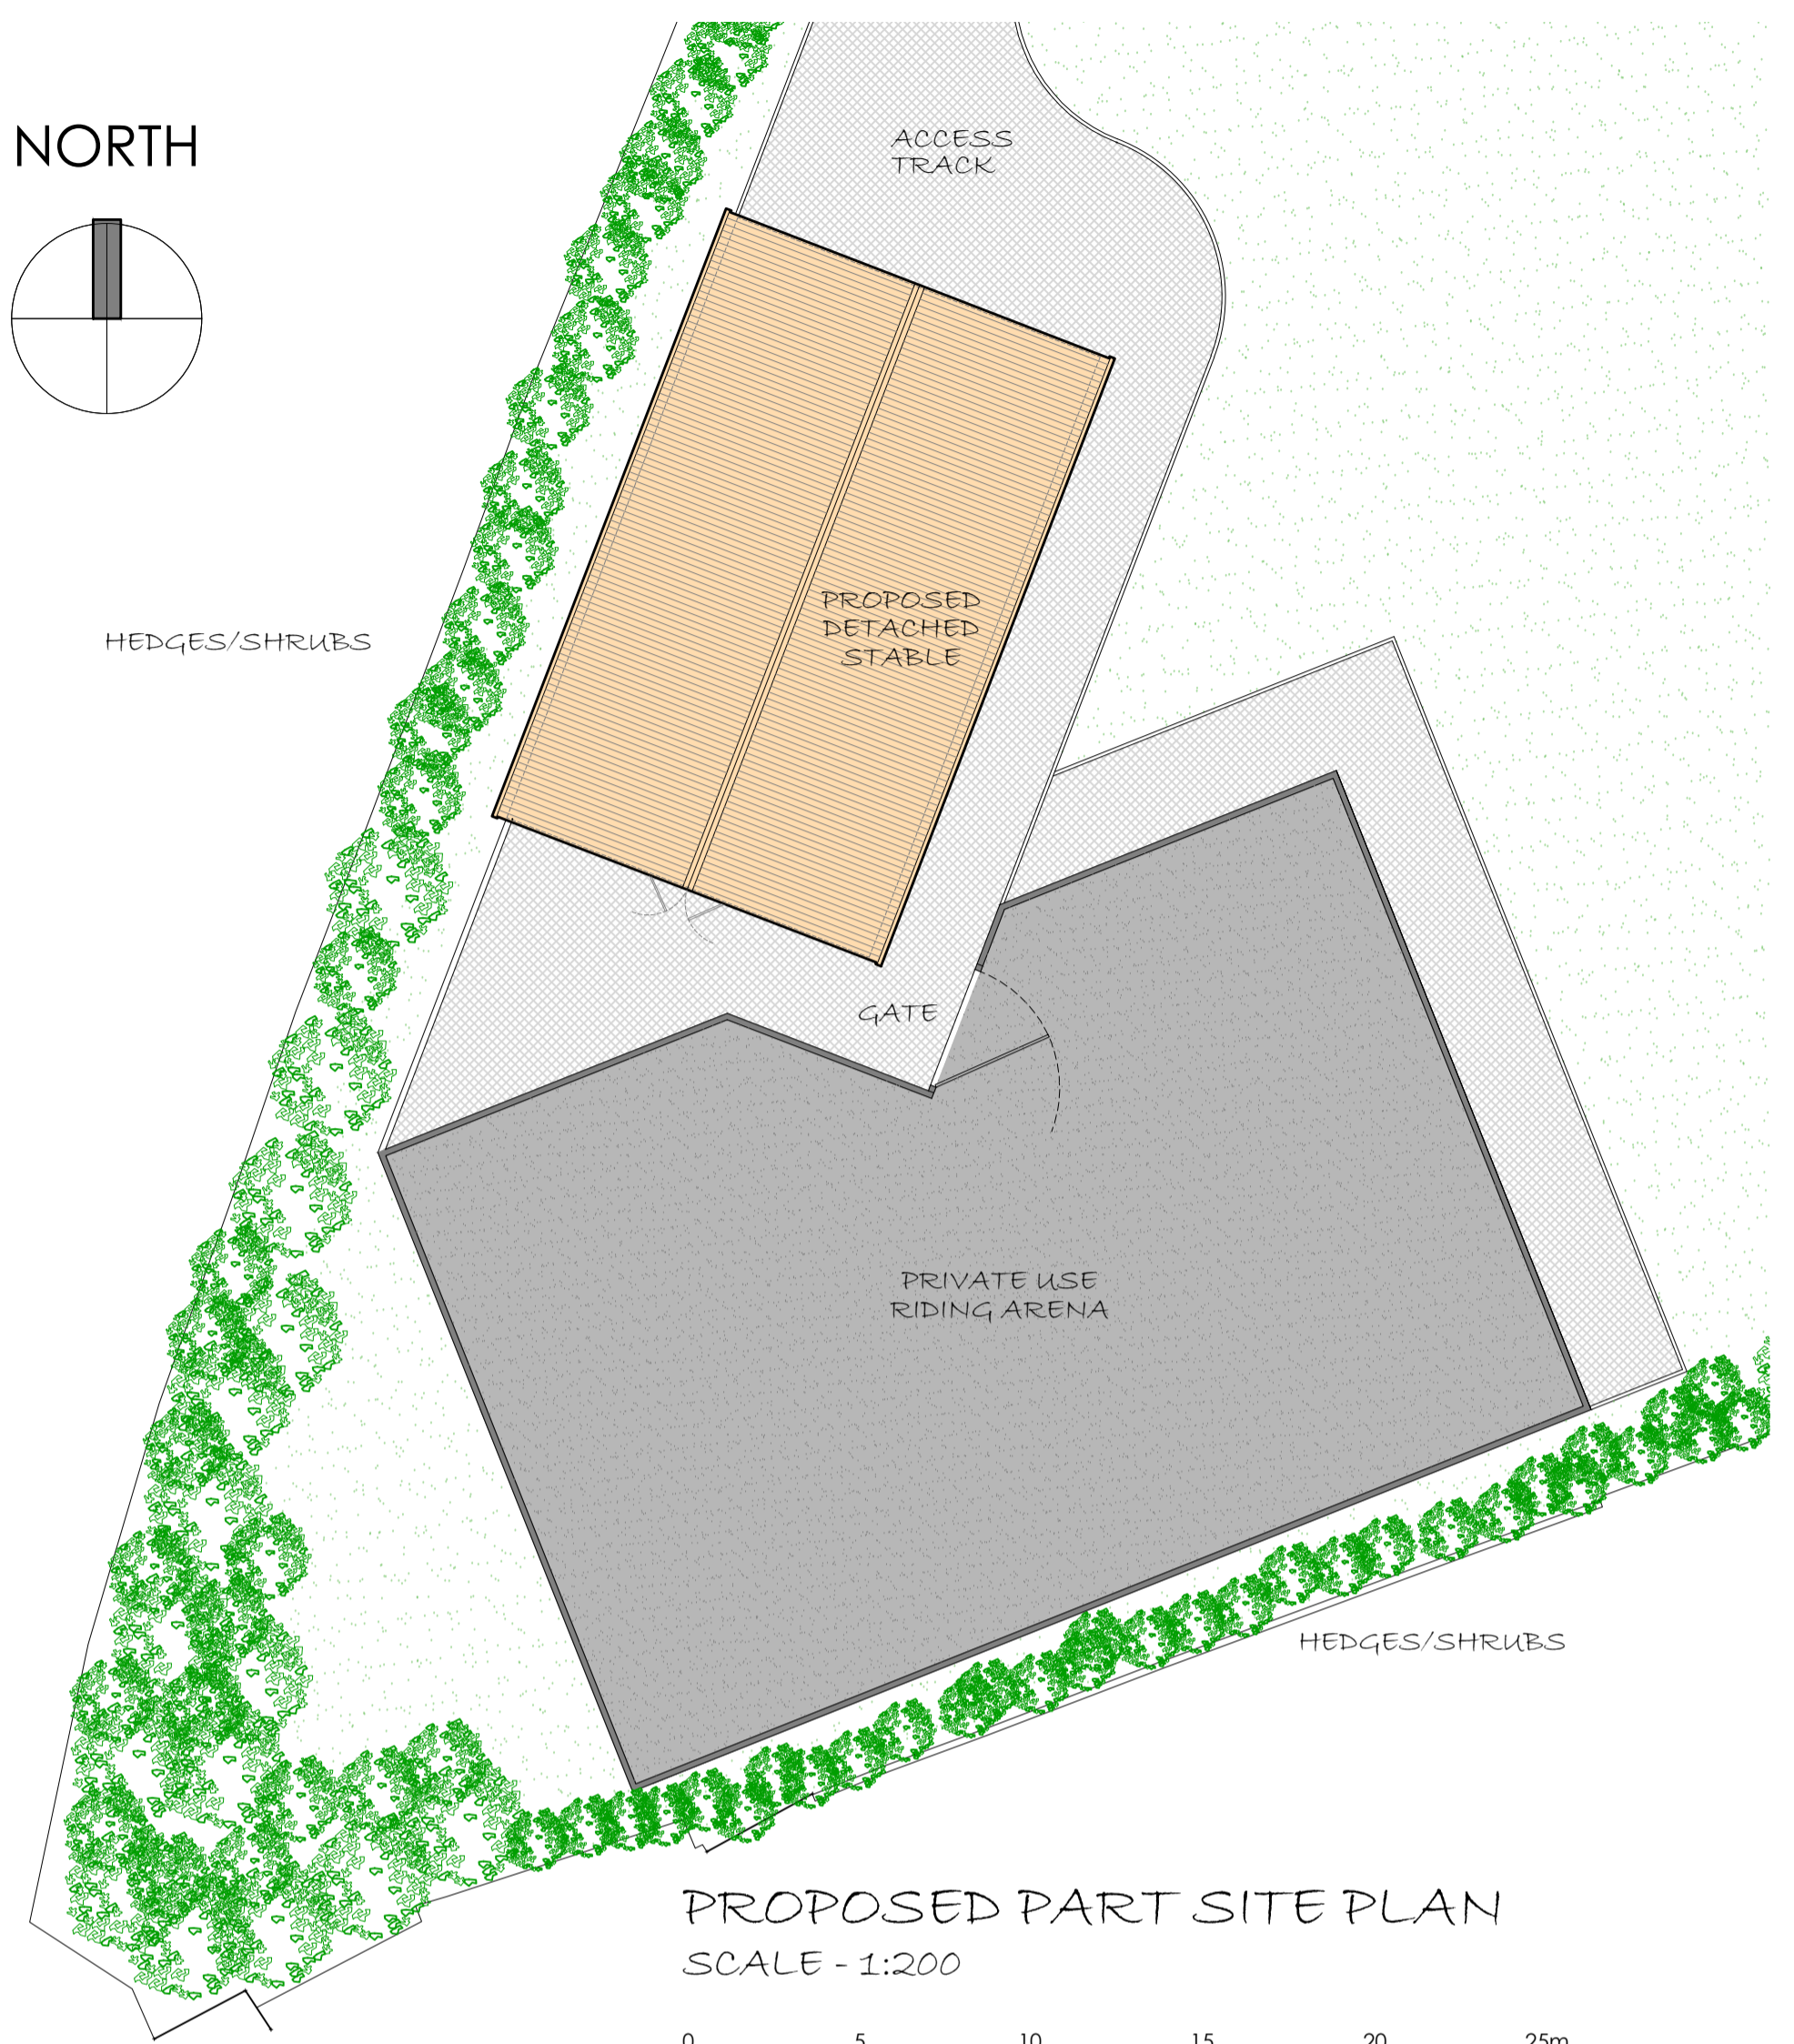 NORTH
ACCESS
TRACK
PROPOSED
DETACHED
STABLE
HEDGES/SHRUBS
GATE
PRIVATE USE
RIDING ARENA
HEDGES/SHRUBS
PROPOSED PART SITE PLAN
SCALE - 1:200
0 5 10 15 20 25m